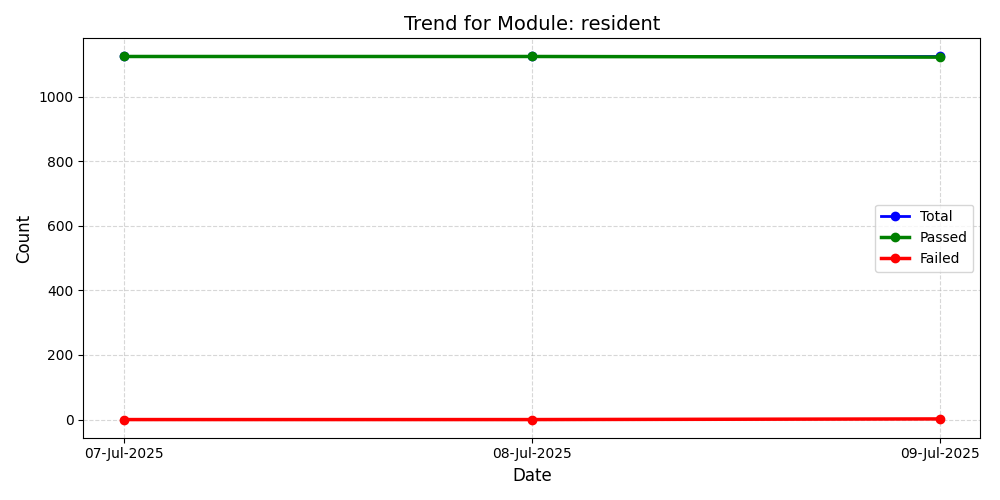 Trend for Module: resident
Count
1000
800
600
400
200
0
Total
Passed
Failed
07-Jul-2025
08-Jul-2025
09-Jul-2025
Date